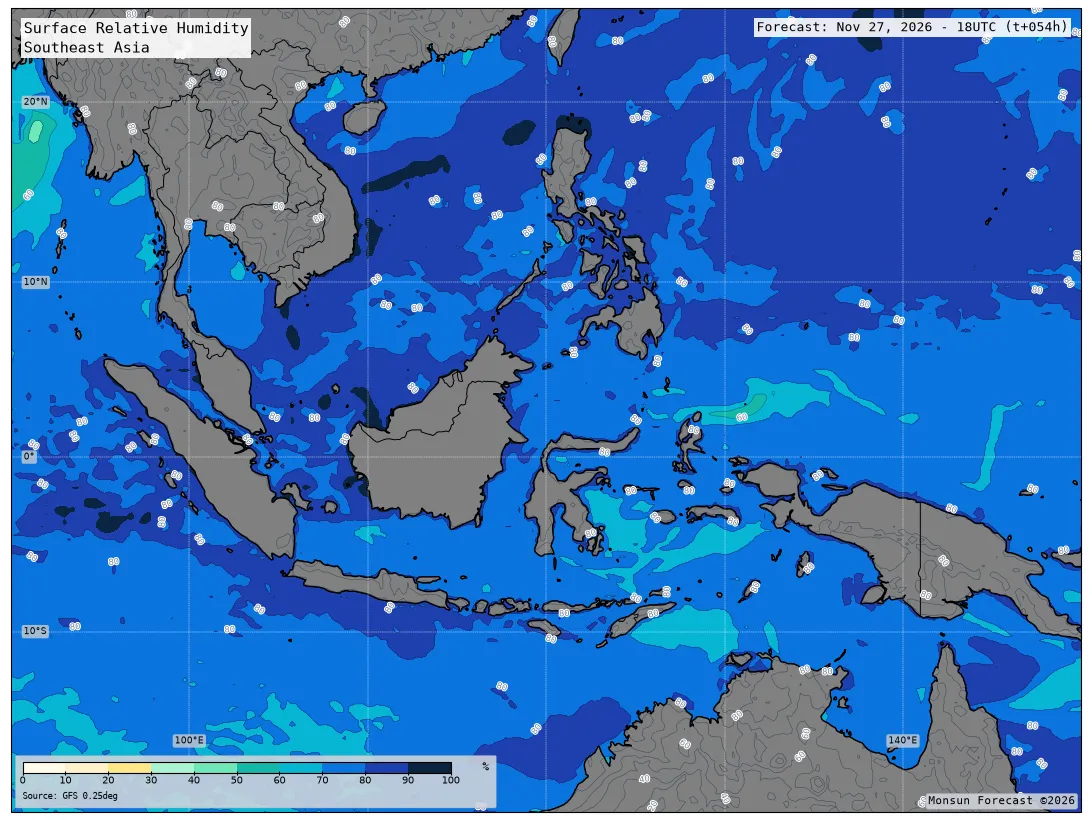 Surface Relative Humidity
Southeast Asia
Forecast: Nov 27, 2026 - 18UTC (t+054h)
20°N
10°N
0°
10°S
100°E
140°E
0 10 20 30 40 50 60 70 80 90 100
%
Source: GFS 0.25deg
Monsun Forecast ©2026